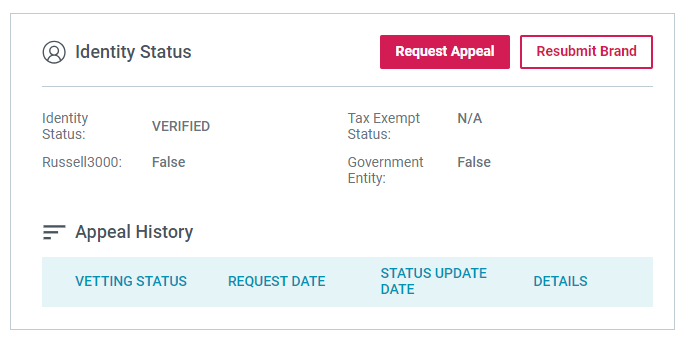 Identity Status
Request Appeal
Resubmit Brand
Identity
Status:
VERIFIED
Tax Exempt
Status:
N/A
Russell3000:
False
Government
Entity:
False
Appeal History
VETTING STATUS
REQUEST DATE
STATUS UPDATE
DATE
DETAILS